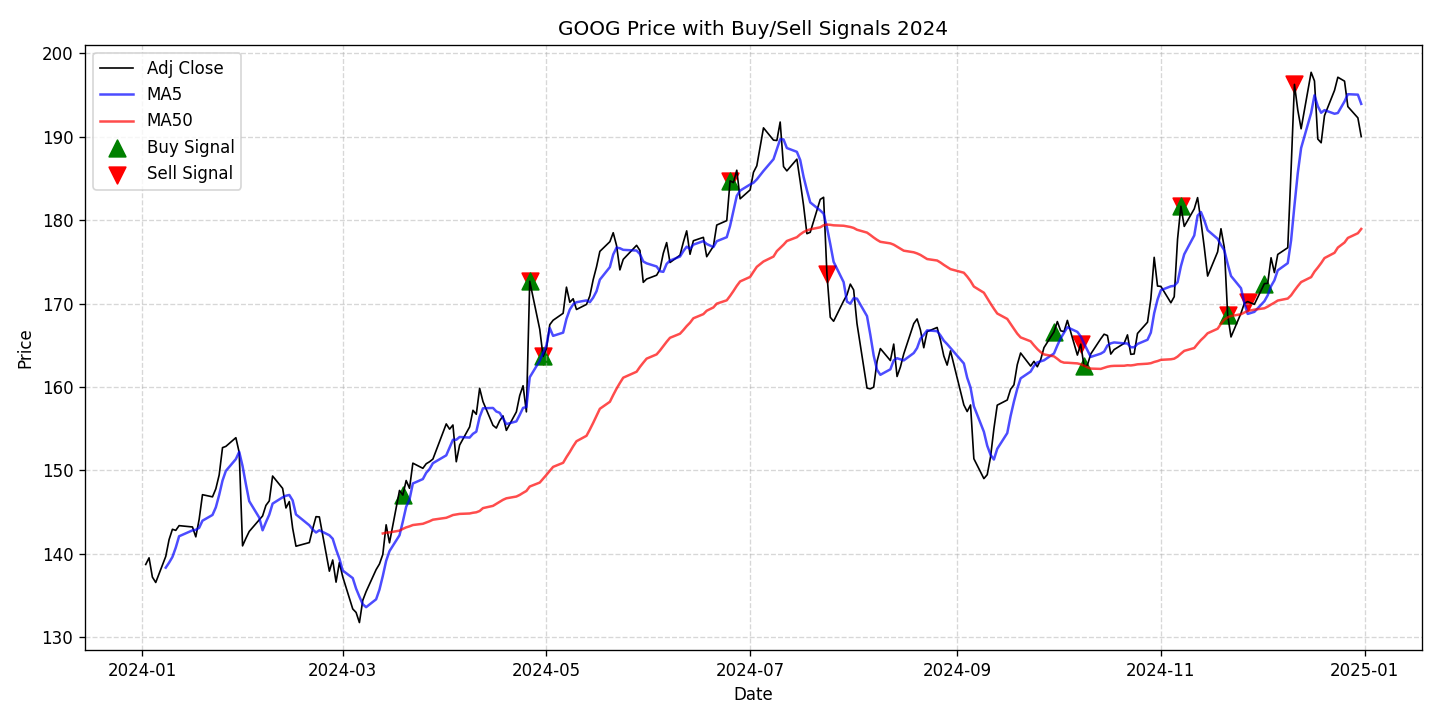 GOOG Price with Buy/Sell Signals 2024
200
190
180
170
160
150
140
130
Price
Adj Close
MA5
MA50
Buy Signal
Sell Signal
2024-01
2024-03
2024-05
2024-07
2024-09
2024-11
2025-01
Date